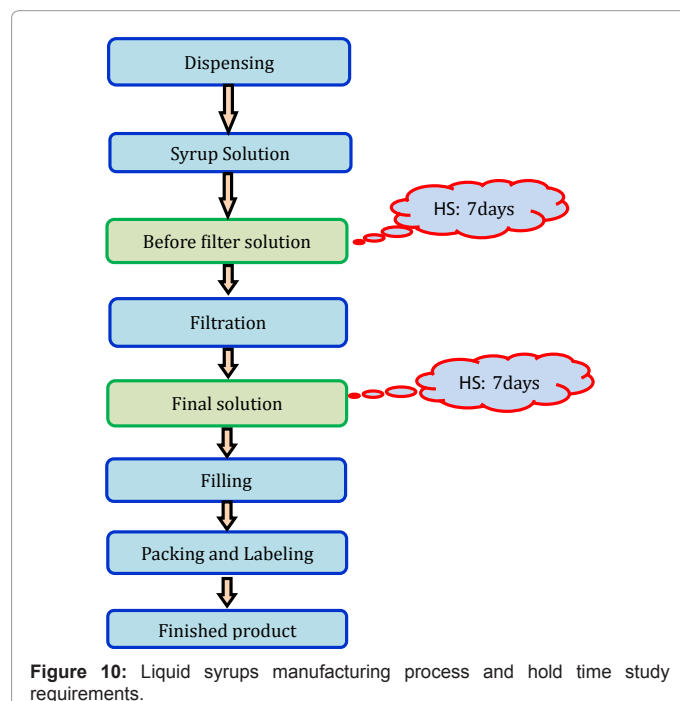 Dispensing
Syrup Solution
HS: 7days
Before filter solution
Filtration
HS: 7days
Final solution
Filling
Packing and Labeling
Finished product
Figure 10: Liquid syrups manufacturing process and hold time study
requirements.